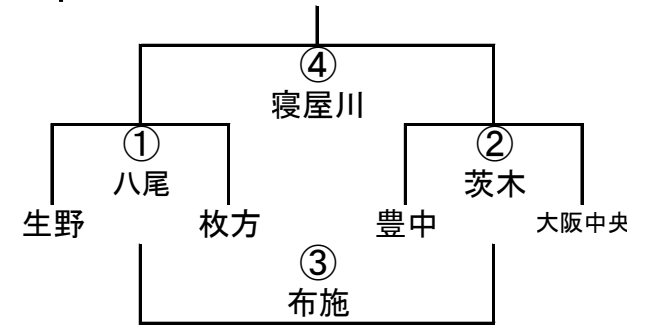 ④
寝屋川
①
②
八尾
茨木
生野
枚方
豊中
大阪中央
③
布施